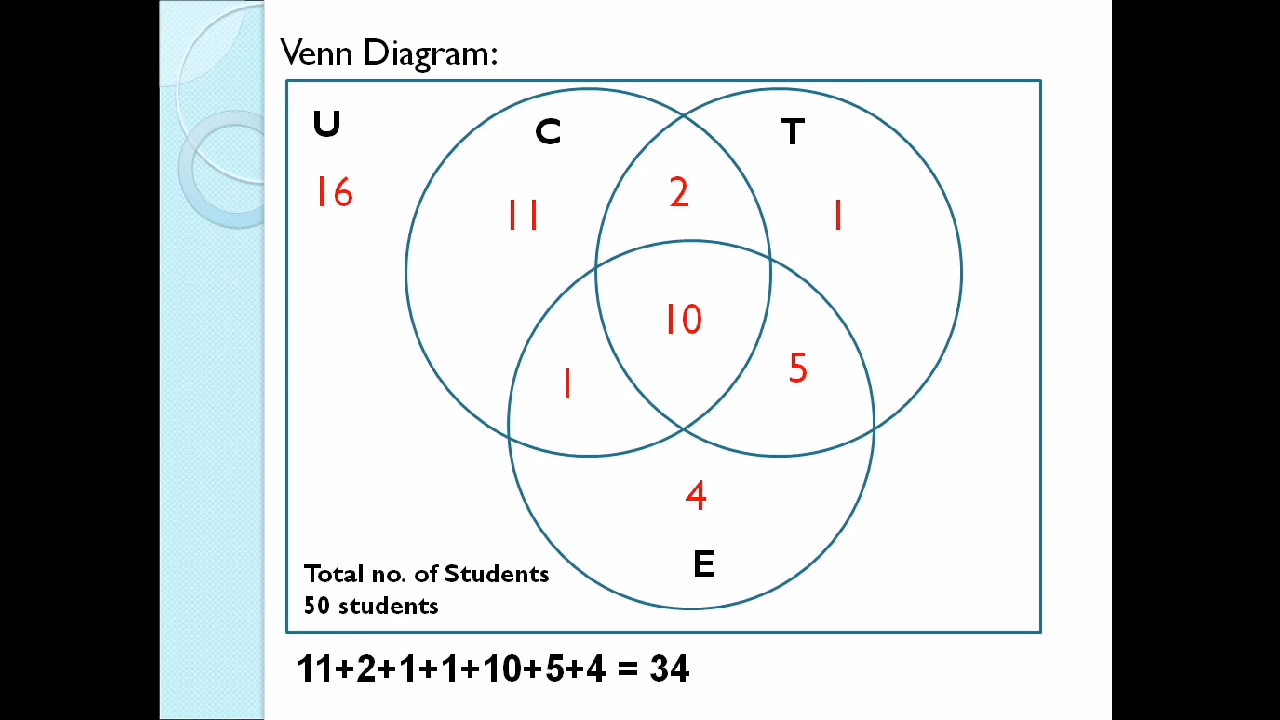 Venn Diagram:
U
C
T
16
11
2
1
10
1
5
4
E
Total no. of Students
50 students
11+2+1+1+10+5+4 = 34